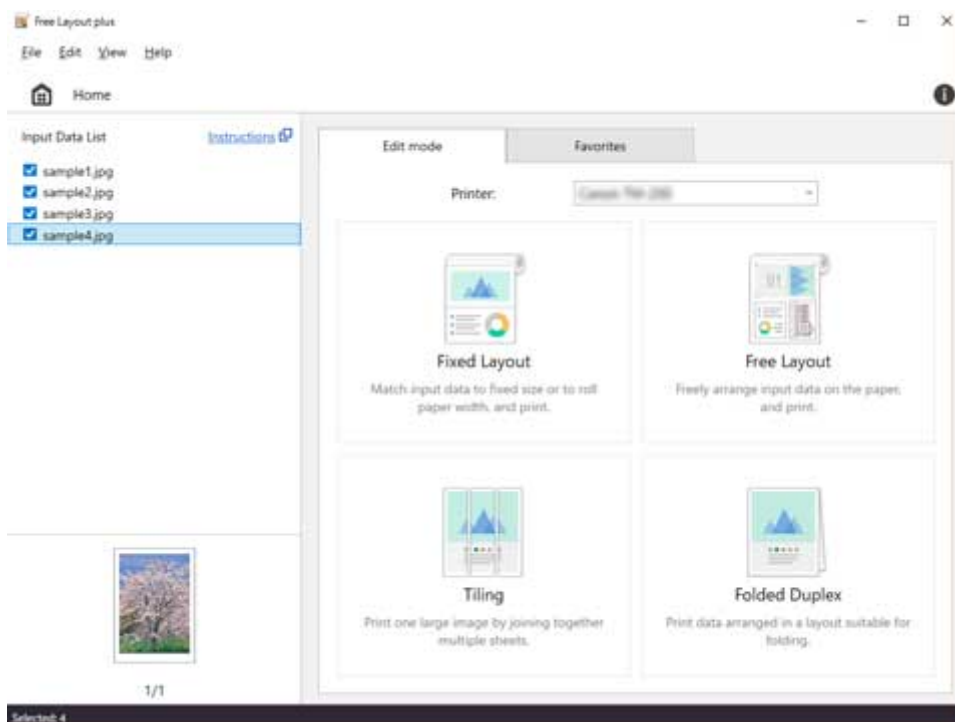 Free Layout plus
File Edit View Help
Home
Input Data List Instructions
sample1.jpg
sample2.jpg
sample3.jpg
sample4.jpg
1/1
Selected: 4
Edit mode Favorites
Printer:
Fixed Layout
Match input data to fixed size or to roll
paper width, and print.
Free Layout
Freely arrange input data on the paper,
and print.
Tiling
Print one large image by joining together
multiple sheets.
Folded Duplex
Print data arranged in a layout suitable for
folding.